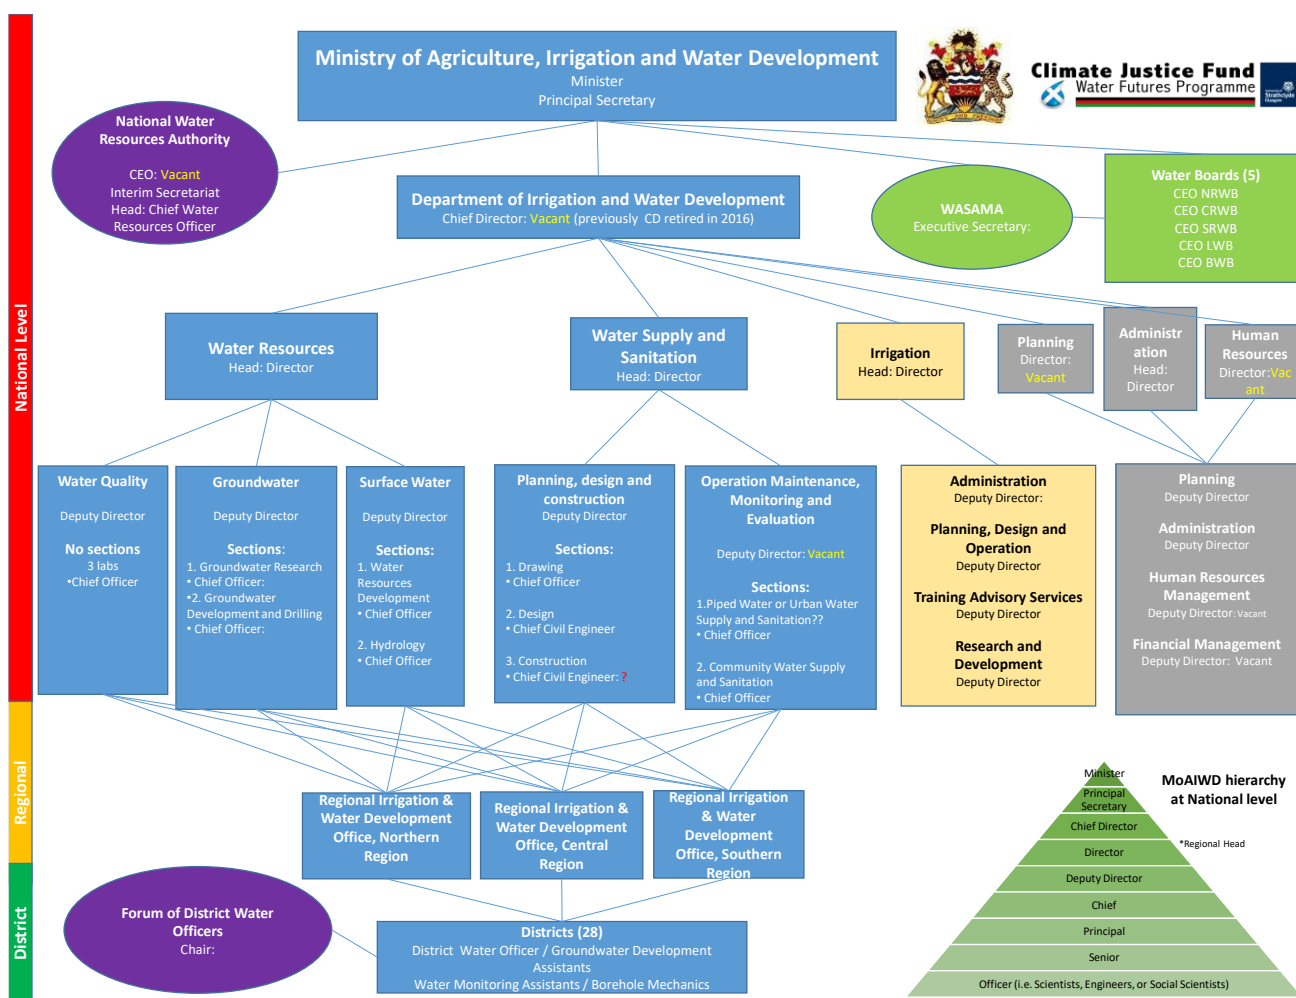 Ministry of Agriculture, Irrigation and Water Development
Minister
Principal Secretary
Climate Justice Fund
Water Futures Programme
University of
Strathclyde
Glasgow
National Water
Resources Authority
CEO: Vacant
Interim Secretariat
Head: Chief Water
Resources Officer
Department of Irrigation and Water Development
Chief Director: Vacant (previously CD retired in 2016)
WASAMA
Executive Secretary:
Water Boards (5)
CEO NRWB
CEO CRWB
CEO SRWB
CEO LWB
CEO BWB
National Level
Water Resources
Head: Director
Water Supply and
Sanitation
Head: Director
Irrigation
Head: Director
Planning
Director:
Vacant
Administr
ation
Head:
Director
Human
Resources
Director:Vac
ant
Water Quality
Deputy Director
No sections
3 labs
•Chief Officer
Groundwater
Deputy Director
Sections:
1. Groundwater Research
• Chief Officer:
•2. Groundwater
Development and Drilling
• Chief Officer:
Surface Water
Deputy Director
Sections:
1. Water
Resources
Development
• Chief Officer
2. Hydrology
• Chief Officer
Planning, design and
construction
Deputy Director
Sections:
1. Drawing
• Chief Officer
2. Design
• Chief Civil Engineer
3. Construction
• Chief Civil Engineer: ?
Operation Maintenance,
Monitoring and
Evaluation
Deputy Director: Vacant
Sections:
1.Piped Water or Urban Water
Supply and Sanitation??
• Chief Officer
2. Community Water Supply
and Sanitation
• Chief Officer
Administration
Deputy Director:
Planning, Design and
Operation
Deputy Director
Training Advisory Services
Deputy Director
Research and
Development
Deputy Director
Planning
Deputy Director
Administration
Deputy Director
Human Resources
Management
Deputy Director: Vacant
Financial Management
Deputy Director: Vacant
Regional
Regional Irrigation &
Water Development
Office, Northern
Region
Regional Irrigation &
Water Development
Office, Central
Region
Regional Irrigation
& Water
Development
Office, Southern
Region
District
Forum of District Water
Officers
Chair:
Districts (28)
District Water Officer / Groundwater Development
Assistants
Water Monitoring Assistants / Borehole Mechanics
MoAIWD hierarchy
at National level
*Regional Head
Minister
Principal
Secretary
Chief Director
Director
Deputy Director
Chief
Principal
Senior
Officer (i.e. Scientists, Engineers, or Social Scientists)